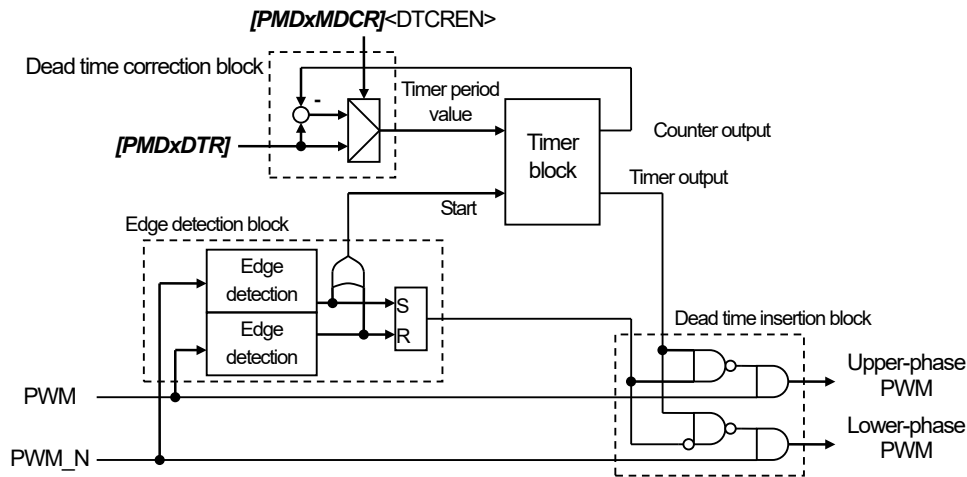 [PMDxMDCR]<DTCREN>
Dead time correction block
-
Timer period
value
[PMDxDTR]
Timer
block
Counter output
Timer output
Start
Edge detection block
Edge
detection
S
Edge
detection
R
Dead time insertion block
PWM
Upper-phase
PWM
PWM_N
Lower-phase
PWM